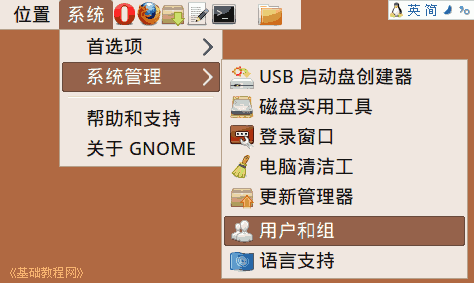 位置 系统
英 简
首选项
系统管理
帮助和支持
关于 GNOME
USB 启动盘创建器
磁盘实用工具
登录窗口
电脑清洁工
更新管理器
用户和组
语言支持
《基础教程网》